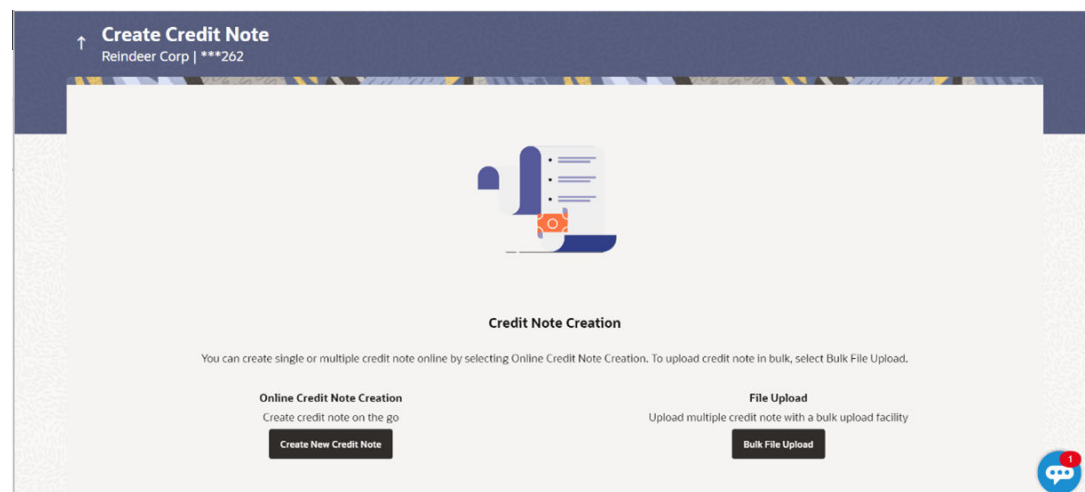 Create Credit Note
Reindeer Corp | ***262
Credit Note Creation
You can create single or multiple credit note online by selecting Online Credit Note Creation. To upload credit note in bulk, select Bulk File Upload.
Online Credit Note Creation
Create credit note on the go
Create New Credit Note
File Upload
Upload multiple credit note with a bulk upload facility
Bulk File Upload
1